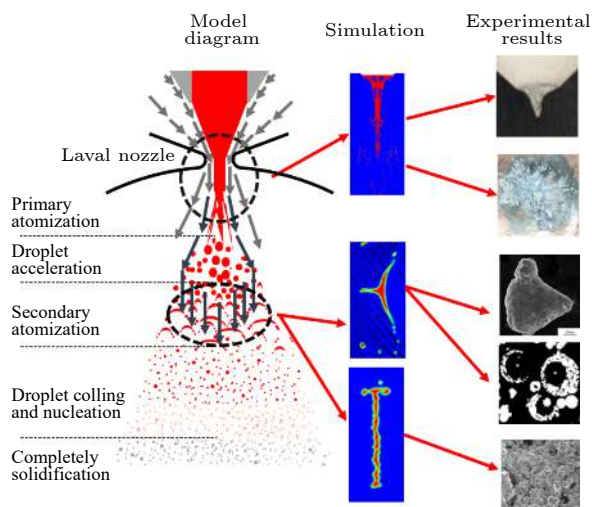 Model
diagram
Simulation
Experimental
results
Laval nozzle
Primary
atomization
Droplet
acceleration
Secondary
atomization
Droplet colling
and nucleation
Completely
solidification